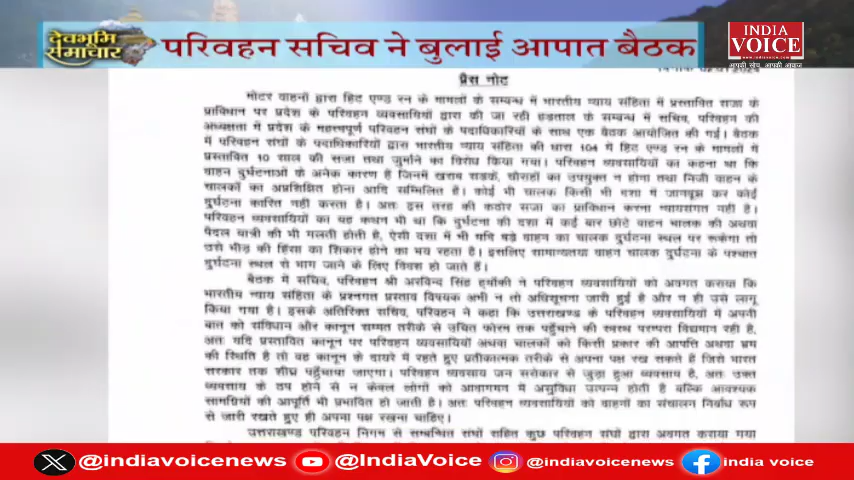 देवभूमि
समाचार
परिवहन सचिव ने बुलाई आपात बैठक
INDIA
VOICE
प्रेस नोट
मोटर वाहनों द्वारा हिट एण्ड रन के मामलों के सम्बन्ध में भारतीय न्याय संहिता में प्रस्तावित सजा के
प्राविधान पर प्रदेश के परिवहन व्यवसायियों द्वारा की जा रही हडताल के सम्बन्ध में सचिव, परिवहन की
अध्यक्षता में प्रदेश के महत्वपूर्ण परिवहन संघों के पदाधिकारियों के साथ एक बैठक आयोजित की गई। बैठक
में परिवहन संघों के पदाधिकारियों द्वारा भारतीय न्याय संहिता की धारा 104 में हिट एण्ड रन के मामलों में
प्रस्तावित 10 साल की सजा तथा जुर्माने का विरोध किया गया। परिवहन व्यवसायियों का कहना था कि
वाहन दुर्घटनाओं के अनेक कारण है जिनमें खराब सड़कें, चौराहों का उपयुक्त न होना तथा निजी वाहन के
चालकों का अप्रशिक्षित होना आदि सम्मिलित है। कोई भी चालक किसी भी दशा में जानबूझ कर कोई
दुर्घटना कारित नहीं करता है। अतः इस तरह की कठोर सजा का प्राविधान करना न्यायसंगत नहीं है।
परिवहन व्यवसायियों का यह कथन भी था कि दुर्घटना की दशा में कई बार छोटे वाहन चालक की अथवा
पैदल यात्री की भी गलती होती है, ऐसी दशा में भी यदि बड़े वाहन का चालक दुर्घटना स्थल पर रूकेगा तो
उसे भीड़ की हिंसा का शिकार होने का भय रहता है। इसलिए सामान्यतया वाहन चालक दुर्घटना के पश्चात
दुर्घटना स्थल से भाग जाने के लिए विवश हो जाते हैं।
बैठक में सचिव, परिवहन श्री अरविन्द सिंह ह्यॉंकी ने परिवहन व्यवसायियों को अवगत कराया कि
भारतीय न्याय संहिता के प्रश्नगत प्रस्ताव विषयक अभी न तो अधिसूचना जारी हुई है और न ही उसे लागू
किया गया है। इसके अतिरिक्त सचिव, परिवहन ने कहा कि उत्तराखण्ड के परिवहन व्यवसायियों में अपनी
बात को संविधान और कानून सम्मत तरीके से उचित फोरम तक पहुँचाने की स्वस्थ परम्परा विद्यमान रही है,
अतः यदि प्रस्तावित कानून पर परिवहन व्यवसायियों अथवा चालकों को किसी प्रकार की आपत्ति अथवा भ्रम
की स्थिति है तो वह कानून के दायरे में रहते हुए प्रतीकात्मक तरीके से अपना पक्ष रख सकते हैं जिसे भारत
सरकार तक शीघ्र पहुँचाया जाएगा। परिवहन व्यवसाय जन सरोकार से जुड़ा हुआ व्यवसाय है, अतः उक्त
व्यवसाय के ठप होने से न केवल लोगों को आवागमन में असुविधा उत्पन्न होती है बल्कि आवश्यक
सामग्रियों की आपूर्ति भी प्रभावित हो जाती है। अतः परिवहन व्यवसायियों को वाहनों का संचालन निर्बाध रूप
से जारी रखते हुए ही अपना पक्ष रखना चाहिए।
उत्तराखण्ड परिवहन निगम से सम्बन्धित संघों सहित कुछ परिवहन संघों द्वारा अवगत कराया गया
@indiavoicenews @IndiaVoice @indiavoicenews india voice